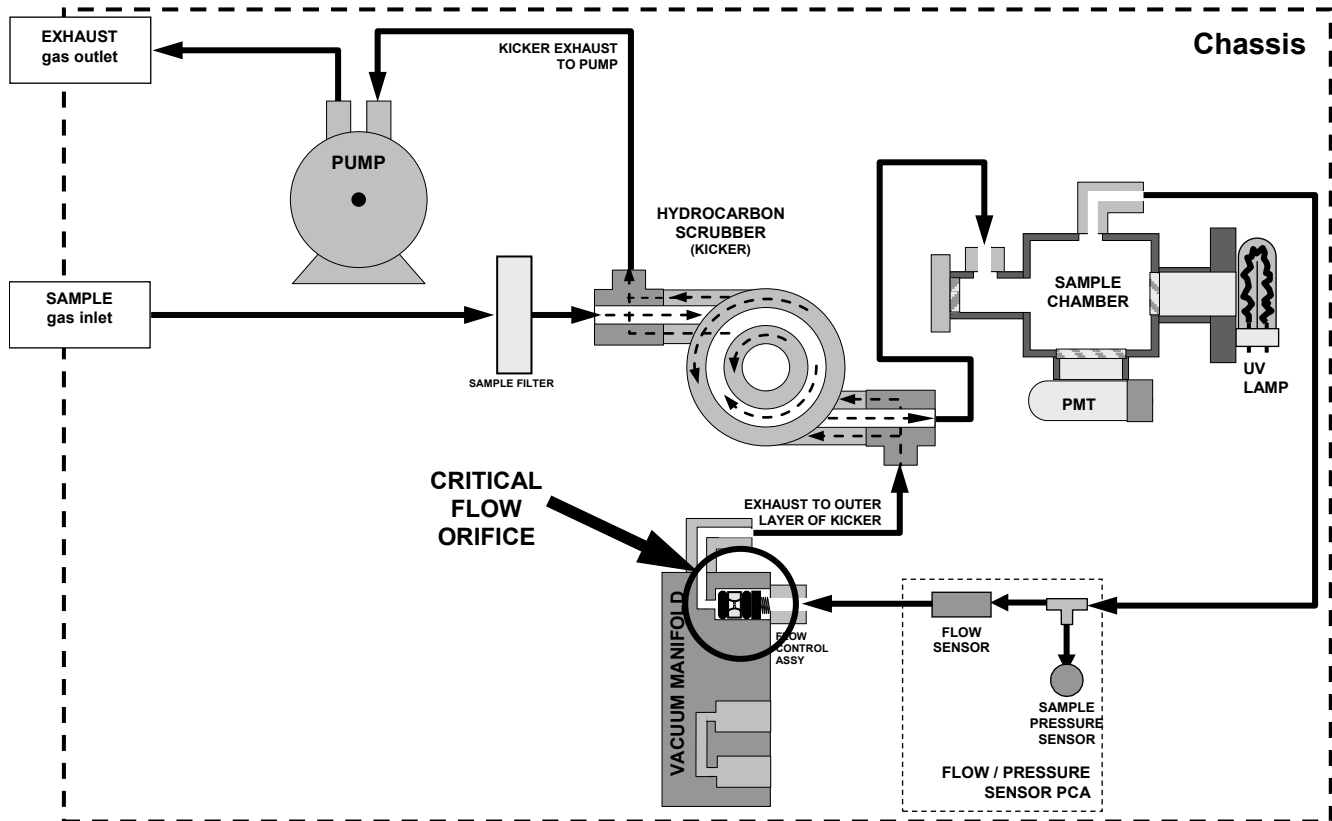 EXHAUST
gas outlet
KICKER EXHAUST
TO PUMP
Chassis
PUMP
HYDROCARBON
SCRUBBER
(KICKER)
SAMPLE
gas inlet
SAMPLE FILTER
SAMPLE
CHAMBER
UV
LAMP
PMT
CRITICAL
FLOW
ORIFICE
EXHAUST TO OUTER
LAYER OF KICKER
VACUUM MANIFOLD
FLOW
CONTROL
ASSY
FLOW
SENSOR
SAMPLE
PRESSURE
SENSOR
FLOW / PRESSURE
SENSOR PCA